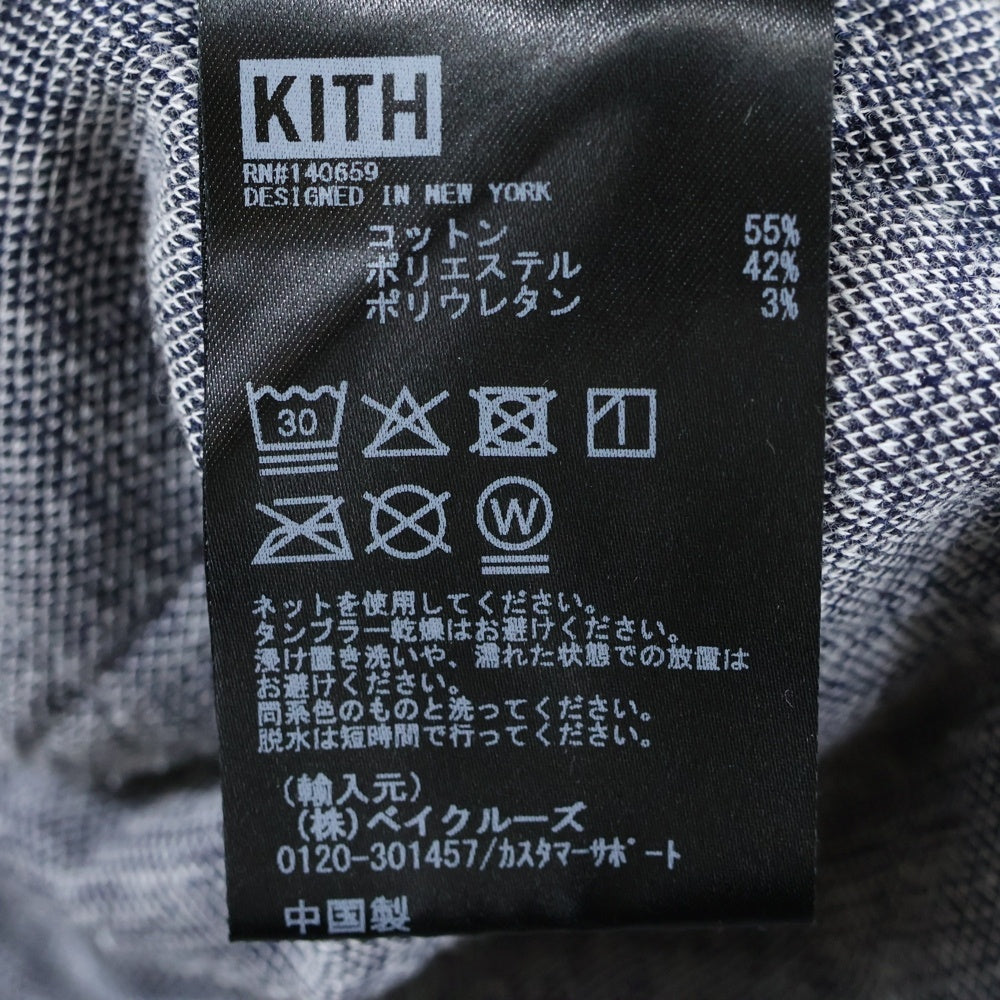 KITH
RN#140659
DESIGNED IN NEW YORK
コットン 55%
ポリエステル 42%
ポリウレタン 3%
30
W
ネットを使用してください。
タンブラー乾燥はお避けください。
浸け置き洗いや、濡れた状態での放置は
お避けください。
同系色のものと洗ってください。
脱水は短時間で行ってください。
(輸入元)
(株)ベイクルーズ
0120-301457/カスタマーサポート
中国製